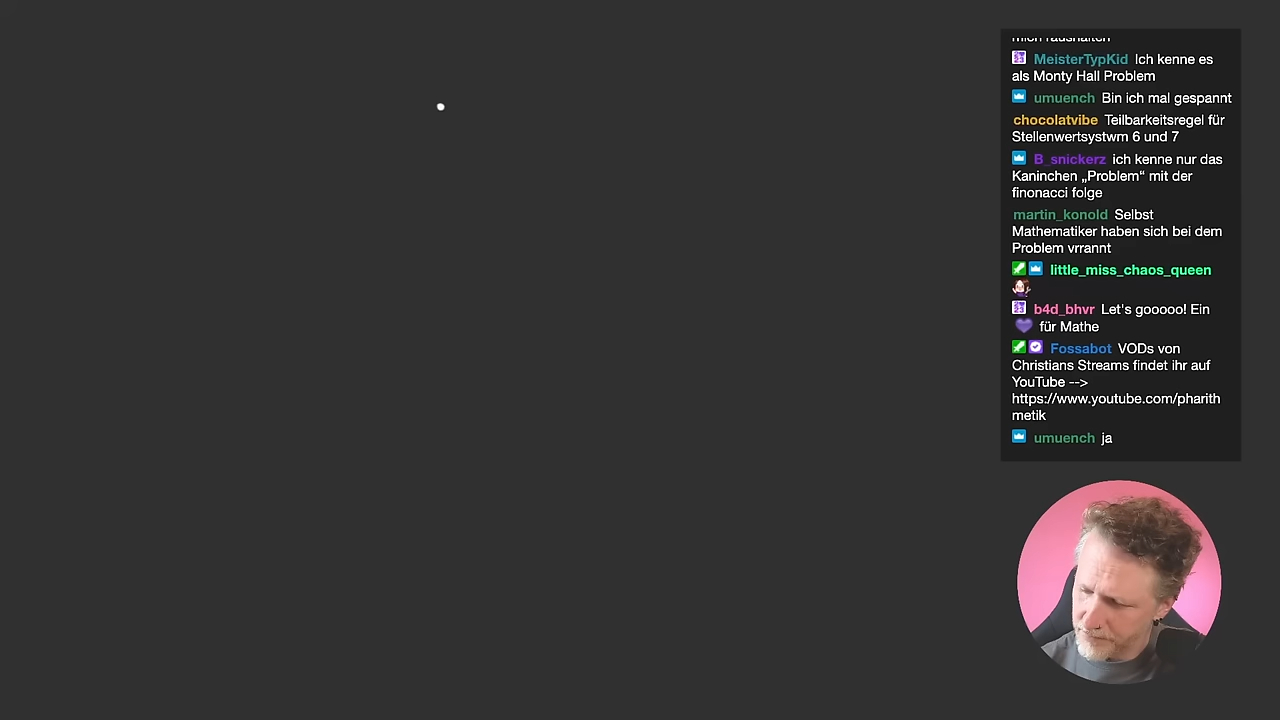 mich raushalten
MeisterTypKid Ich kenne es
als Monty Hall Problem
umuench Bin ich mal gespannt
chocolatvibe Teilbarkeitsregel für
Stellenwertsystwm 6 und 7
B_snickerz ich kenne nur das
Kaninchen „Problem“ mit der
finonacci folge
martin_konold Selbst
Mathematiker haben sich bei dem
Problem vrrannt
little_miss_chaos_queen
b4d_bhvr Let's gooooo! Ein
für Mathe
Fossabot VODs von
Christians Streams findet ihr auf
YouTube -->
https://www.youtube.com/pharith
metik
umuench ja